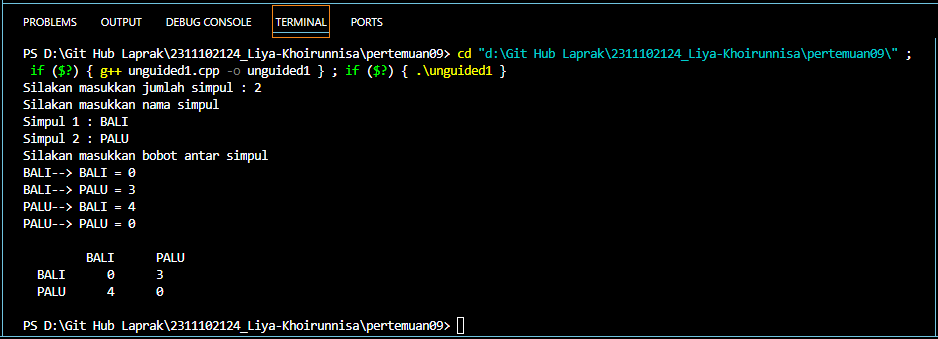 PROBLEMS OUTPUT DEBUG CONSOLE TERMINAL PORTS
PS D:\Git Hub Laprak\2311102124_Liya-Khoirunnisa\pertemuan09> cd "d:\Git Hub Laprak\2311102124_Liya-Khoirunnisa\pertemuan09\" ;
if ($?) { g++ unguided1.cpp -o unguided1 } ; if ($?) { .\unguided1 }
Silakan masukkan jumlah simpul : 2
Silakan masukkan nama simpul
Simpul 1 : BALI
Simpul 2 : PALU
Silakan masukkan bobot antar simpul
BALI--> BALI = 0
BALI--> PALU = 3
PALU--> BALI = 4
PALU--> PALU = 0
BALI PALU
BALI 0 3
PALU 4 0
PS D:\Git Hub Laprak\2311102124_Liya-Khoirunnisa\pertemuan09>